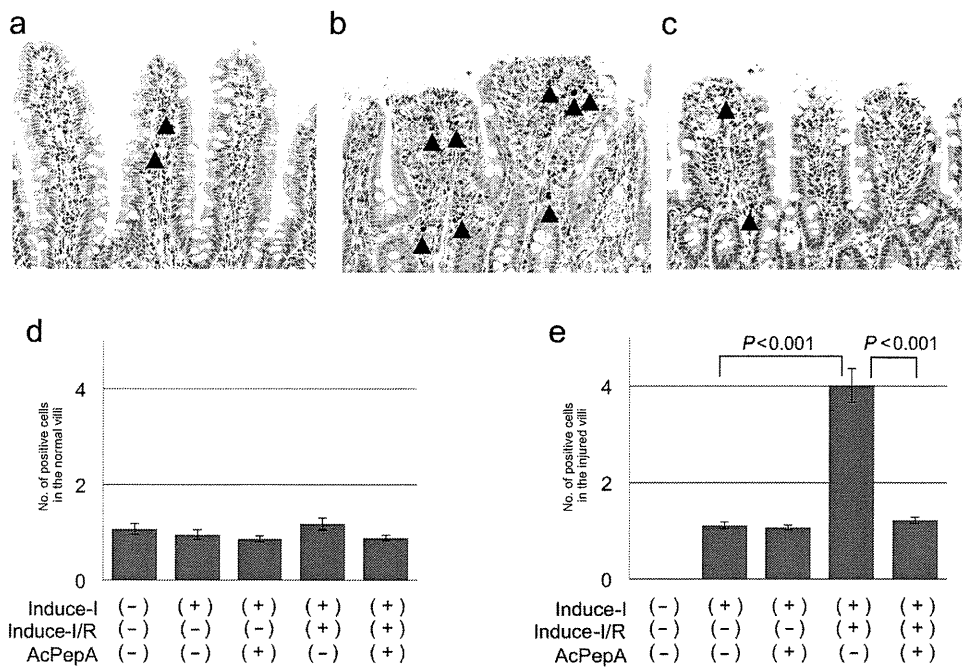 a
b
c
d
No. of positive cells
in the normal villi
4
2
0
Induce-I (−) (+) (+) (+) (+)
Induce-I/R (−) (−) (−) (+) (+)
AcPepA (−) (−) (+) (−) (+)
e
No. of positive cells
in the injured villi
P<0.001 P<0.001
4
2
0
Induce-I (−) (+) (+) (+) (+)
Induce-I/R (−) (−) (−) (+) (+)
AcPepA (−) (−) (+) (−) (+)